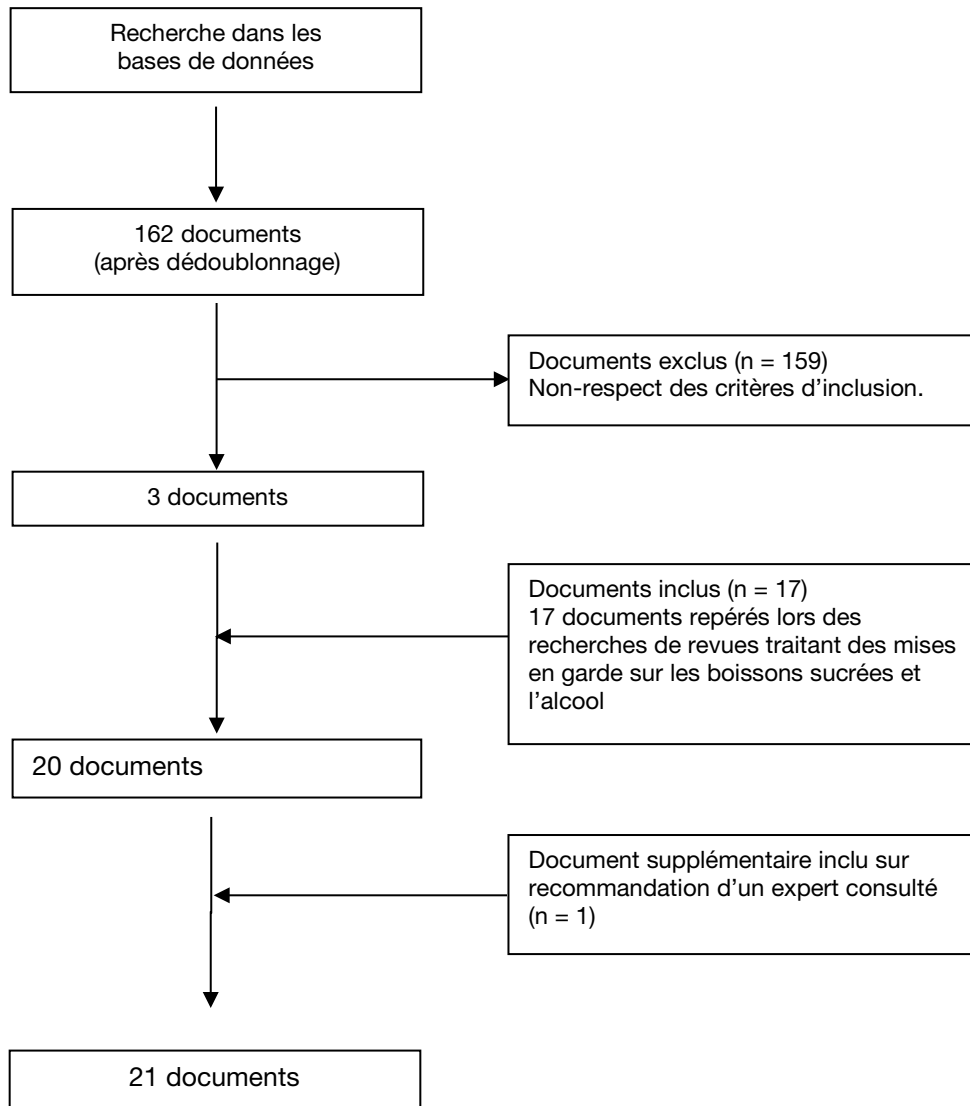 Recherche dans les
bases de données
162 documents
(après dédoublonnage)
Documents exclus (n = 159)
Non-respect des critères d’inclusion.
3 documents
Documents inclus (n = 17)
17 documents repérés lors des
recherches de revues traitant des mises
en garde sur les boissons sucrées et
l’alcool
20 documents
Document supplémentaire inclu sur
recommandation d’un expert consulté
(n = 1)
21 documents